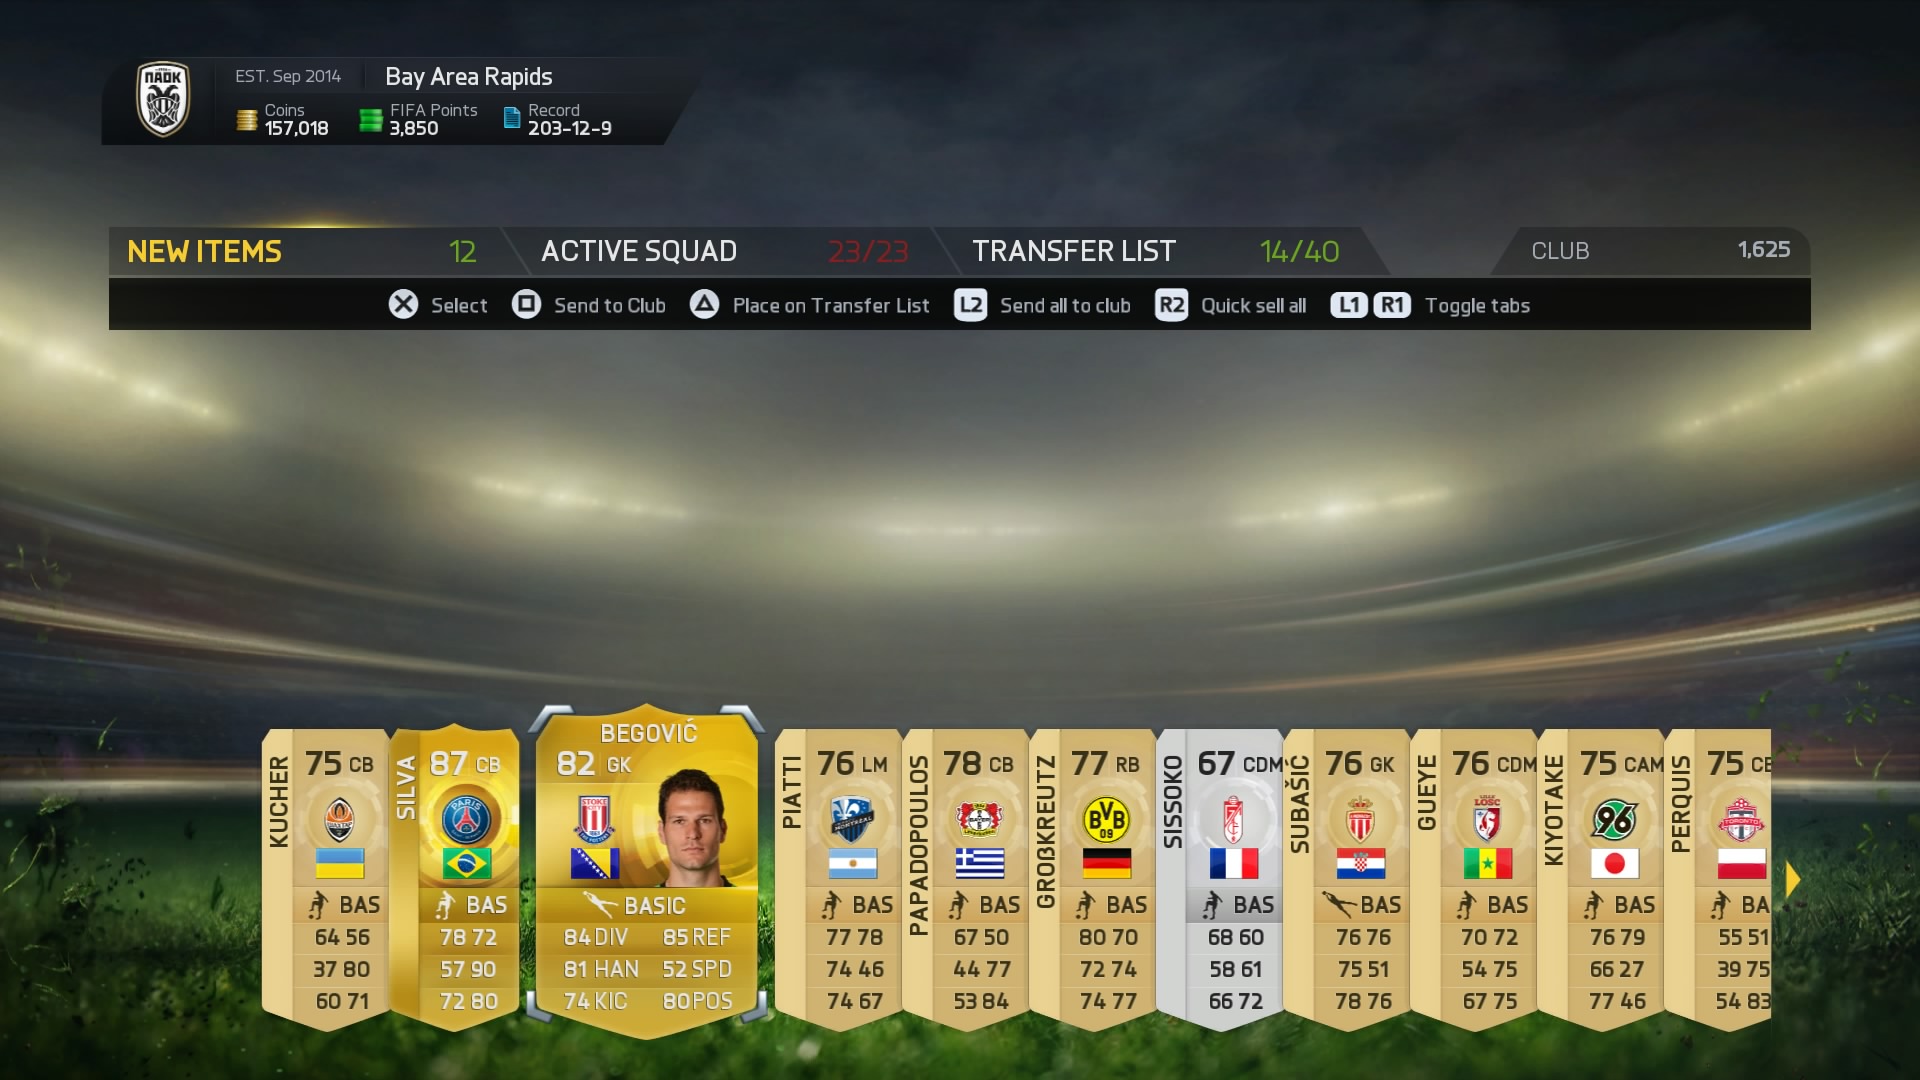 ΠΑΟΚ
EST. Sep 2014
Bay Area Rapids
Coins
157,018
FIFA Points
3,850
Record
203-12-9
NEW ITEMS 12
ACTIVE SQUAD 23/23
TRANSFER LIST 14/40
CLUB 1,625
Select
Send to Club
Place on Transfer List
L2 Send all to club
R2 Quick sell all
L1 R1 Toggle tabs
KUCHER
75 CB
BAS
64 56
37 80
60 71
SILVA
87 CB
PARIS
BAS
78 72
57 90
72 80
BEGOVIĆ
82 GK
STOKE
CITY
BASIC
84 DIV 85 REF
81 HAN 52 SPD
74 KIC 80 POS
PIATTI
76 LM
MONTREAL
BAS
77 78
74 46
74 67
PAPADOPOULOS
78 CB
BAS
67 50
44 77
53 84
GROßKREUTZ
77 RB
BVB
09
BAS
80 70
72 74
74 77
SISSOKO
67 CDM
BAS
68 60
58 61
66 72
SUBAŠIĆ
76 GK
BAS
76 76
75 51
78 76
GUEYE
76 CDM
LOSC
BAS
70 72
54 75
67 75
KIYOTAKE
75 CAM
96
BAS
76 79
66 27
77 46
PERQUIS
75 CB
TORONTO
BA
55 51
39 75
54 83